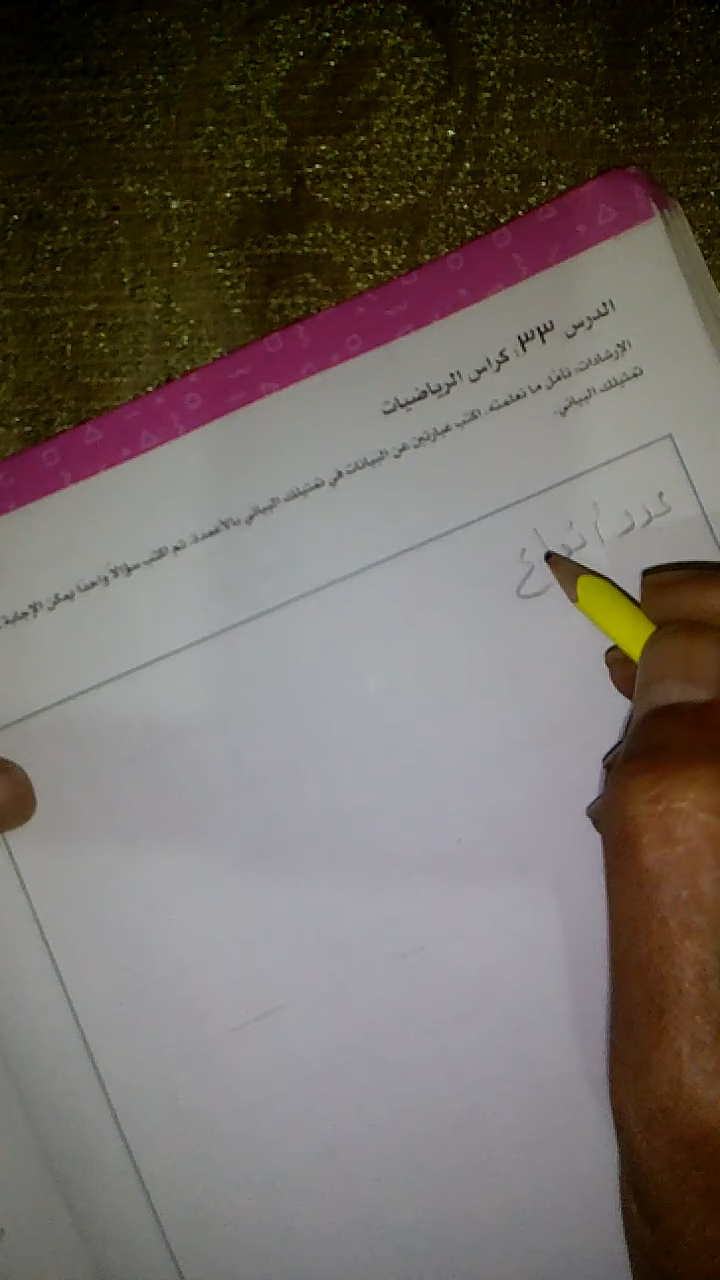 الدرس ٣٣: كراس الرياضيات
الإرشادات: تأمل ما تعلمته. اكتب عبارتين عن البيانات في تمثيلك البياني بالأعمدة. ثم اكتب سؤالًا واحدًا يمكن الإجابة
تمثيلك البياني.
عدد أنواع